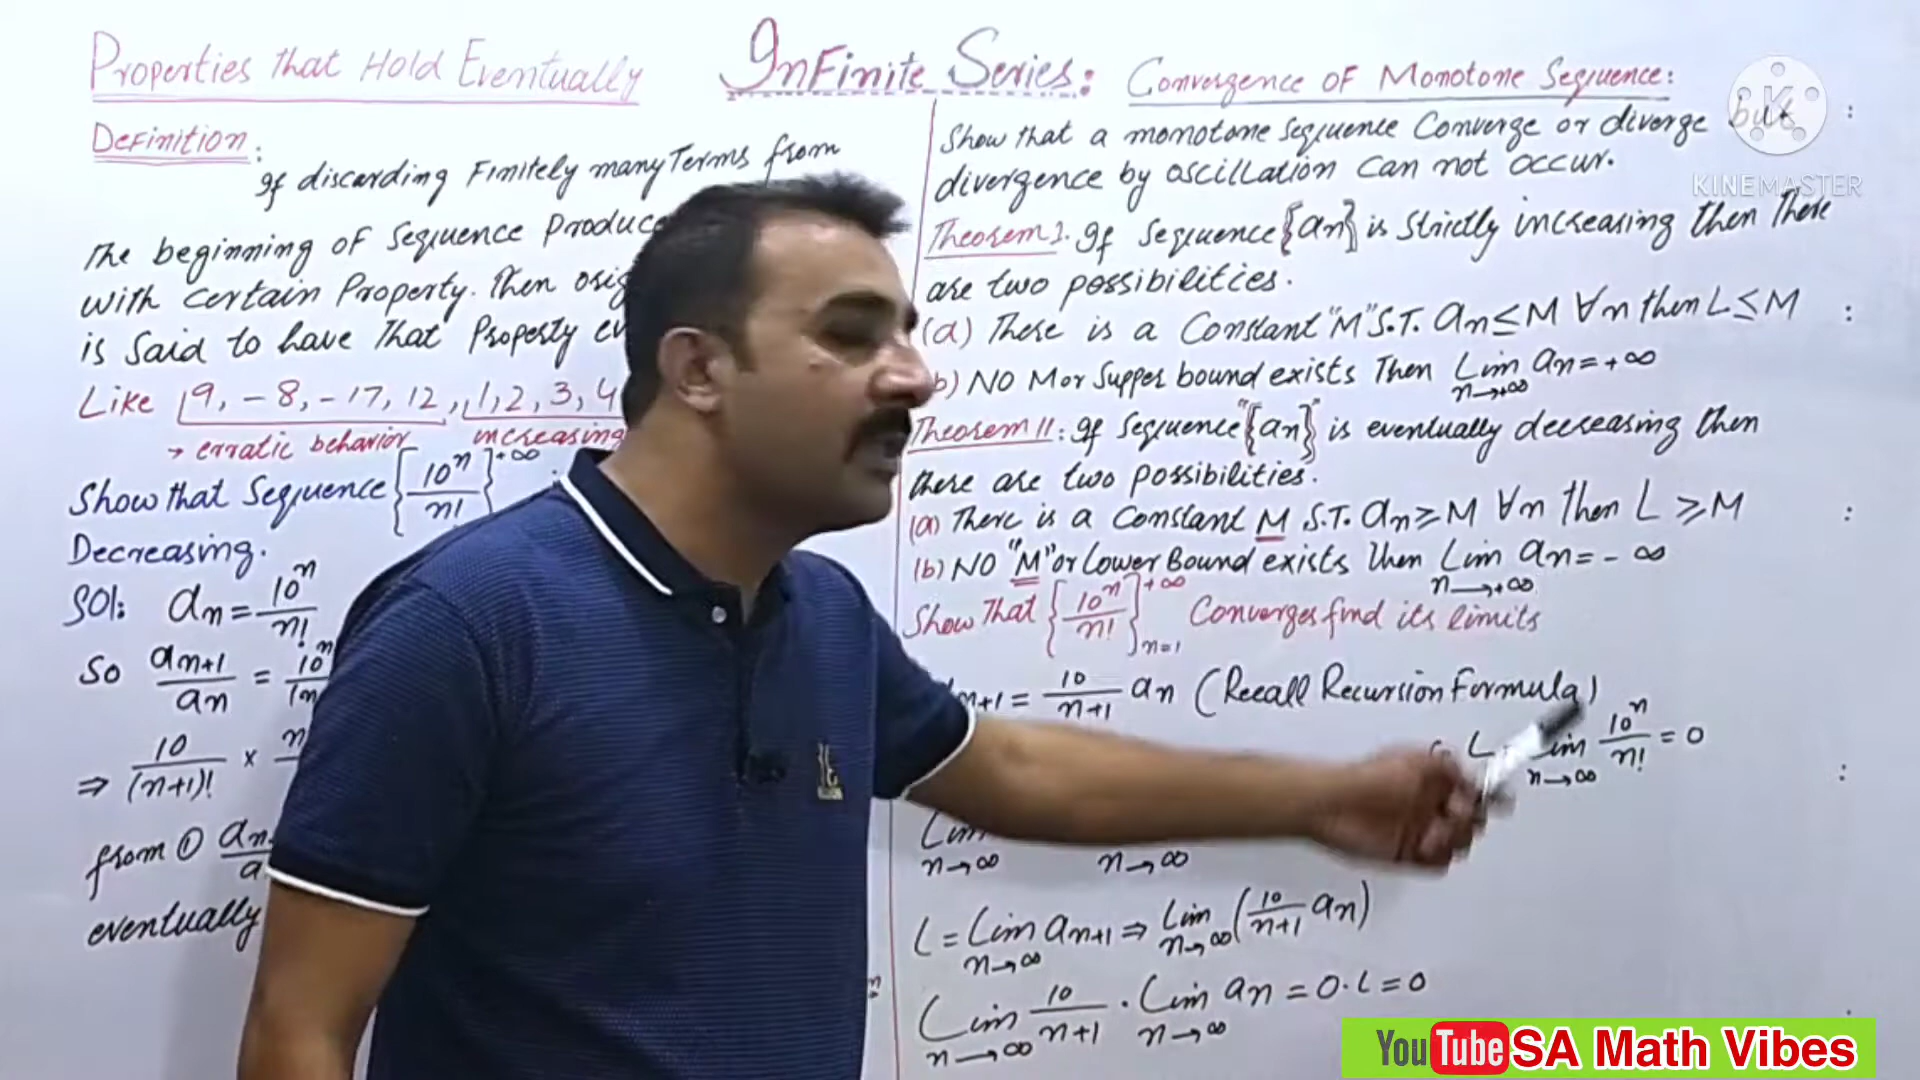 Properties that Hold Eventually
Definition:
If discarding Finitely many Terms from
The beginning of Sequence Produce
with certain Property. Then
is said to have that Property
Like 9, -8, -17, 12, 1, 2, 3, 4
→ erratic behavior increasing
Show that Sequence {10^n/n!}^+∞
Decreasing.
Sol: an = 10^n/n!
So an+1/an =
⇒ 10/(n+1)! ×
from ①
eventually
Infinite Series:
Convergence of Monotone Sequence:
Show that a monotone sequence Converge or diverge but
divergence by oscillation can not occur.
Theorem I. If Sequence {an} is strictly increasing then There
are two possibilities.
(a) There is a Constant "M" S.T. an ≤ M ∀n then L ≤ M
b) NO M or Supper bound exists Then Lim n→+∞ an = +∞
Theorem II: If Sequence "{an}" is eventually decreasing then
there are two possibilities.
(a) There is a Constant M S.T. an ≥ M ∀n then L ≥ M
(b) NO "M" or Lower Bound exists then Lim n→+∞ an = -∞
Show That {10^n/n!}^+∞ n=1 Converges find its limits
n+1 = 10/n+1 an (Recall Recursion Formula)
L Lim n→∞ 10^n/n! = 0
Lim n→∞ n→∞
L = Lim n→∞ an+1 ⇒ Lim n→∞ (10/n+1 an)
Lim n→∞ 10/n+1 . Lim n→∞ an = 0.L = 0
KINEMASTER
YouTube SA Math Vibes